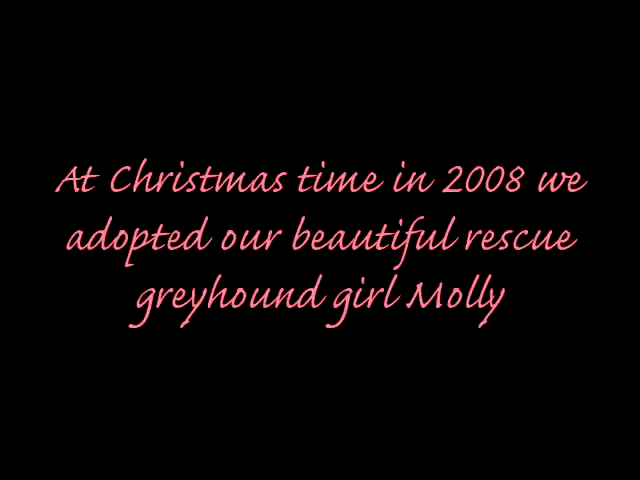 At Christmas time in 2008 we
adopted our beautiful rescue
greyhound girl Molly